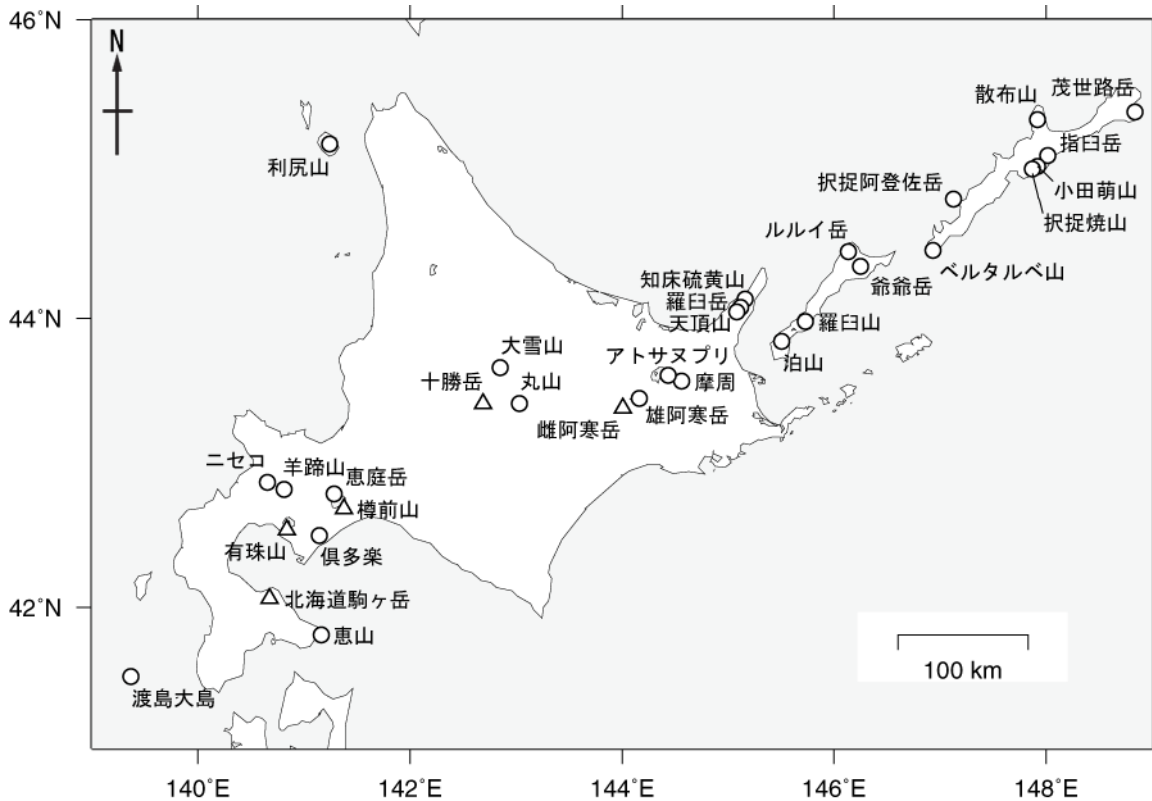 46°N
N
茂世路岳
散布山
指臼岳
利尻山
小田萌山
択捉阿登佐岳
択捉焼山
ルルイ岳
ベルタルベ山
知床硫黄山
爺爺岳
羅臼岳
44°N
天頂山
羅臼山
大雪山
アトサヌプリ
泊山
十勝岳
丸山
摩周
雌阿寒岳
雄阿寒岳
ニセコ
羊蹄山
恵庭岳
樽前山
有珠山
倶多楽
42°N
北海道駒ヶ岳
恵山
100 km
渡島大島
140°E
142°E
144°E
146°E
148°E